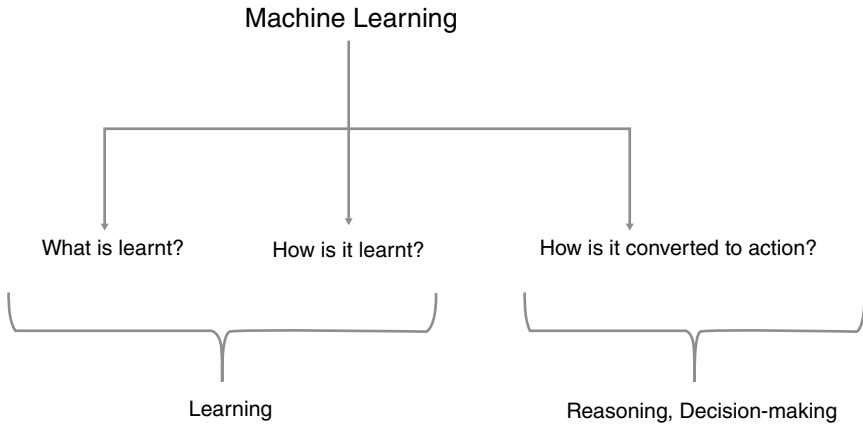 Machine Learning
What is learnt?
How is it learnt?
How is it converted to action?
Learning
Reasoning, Decision-making